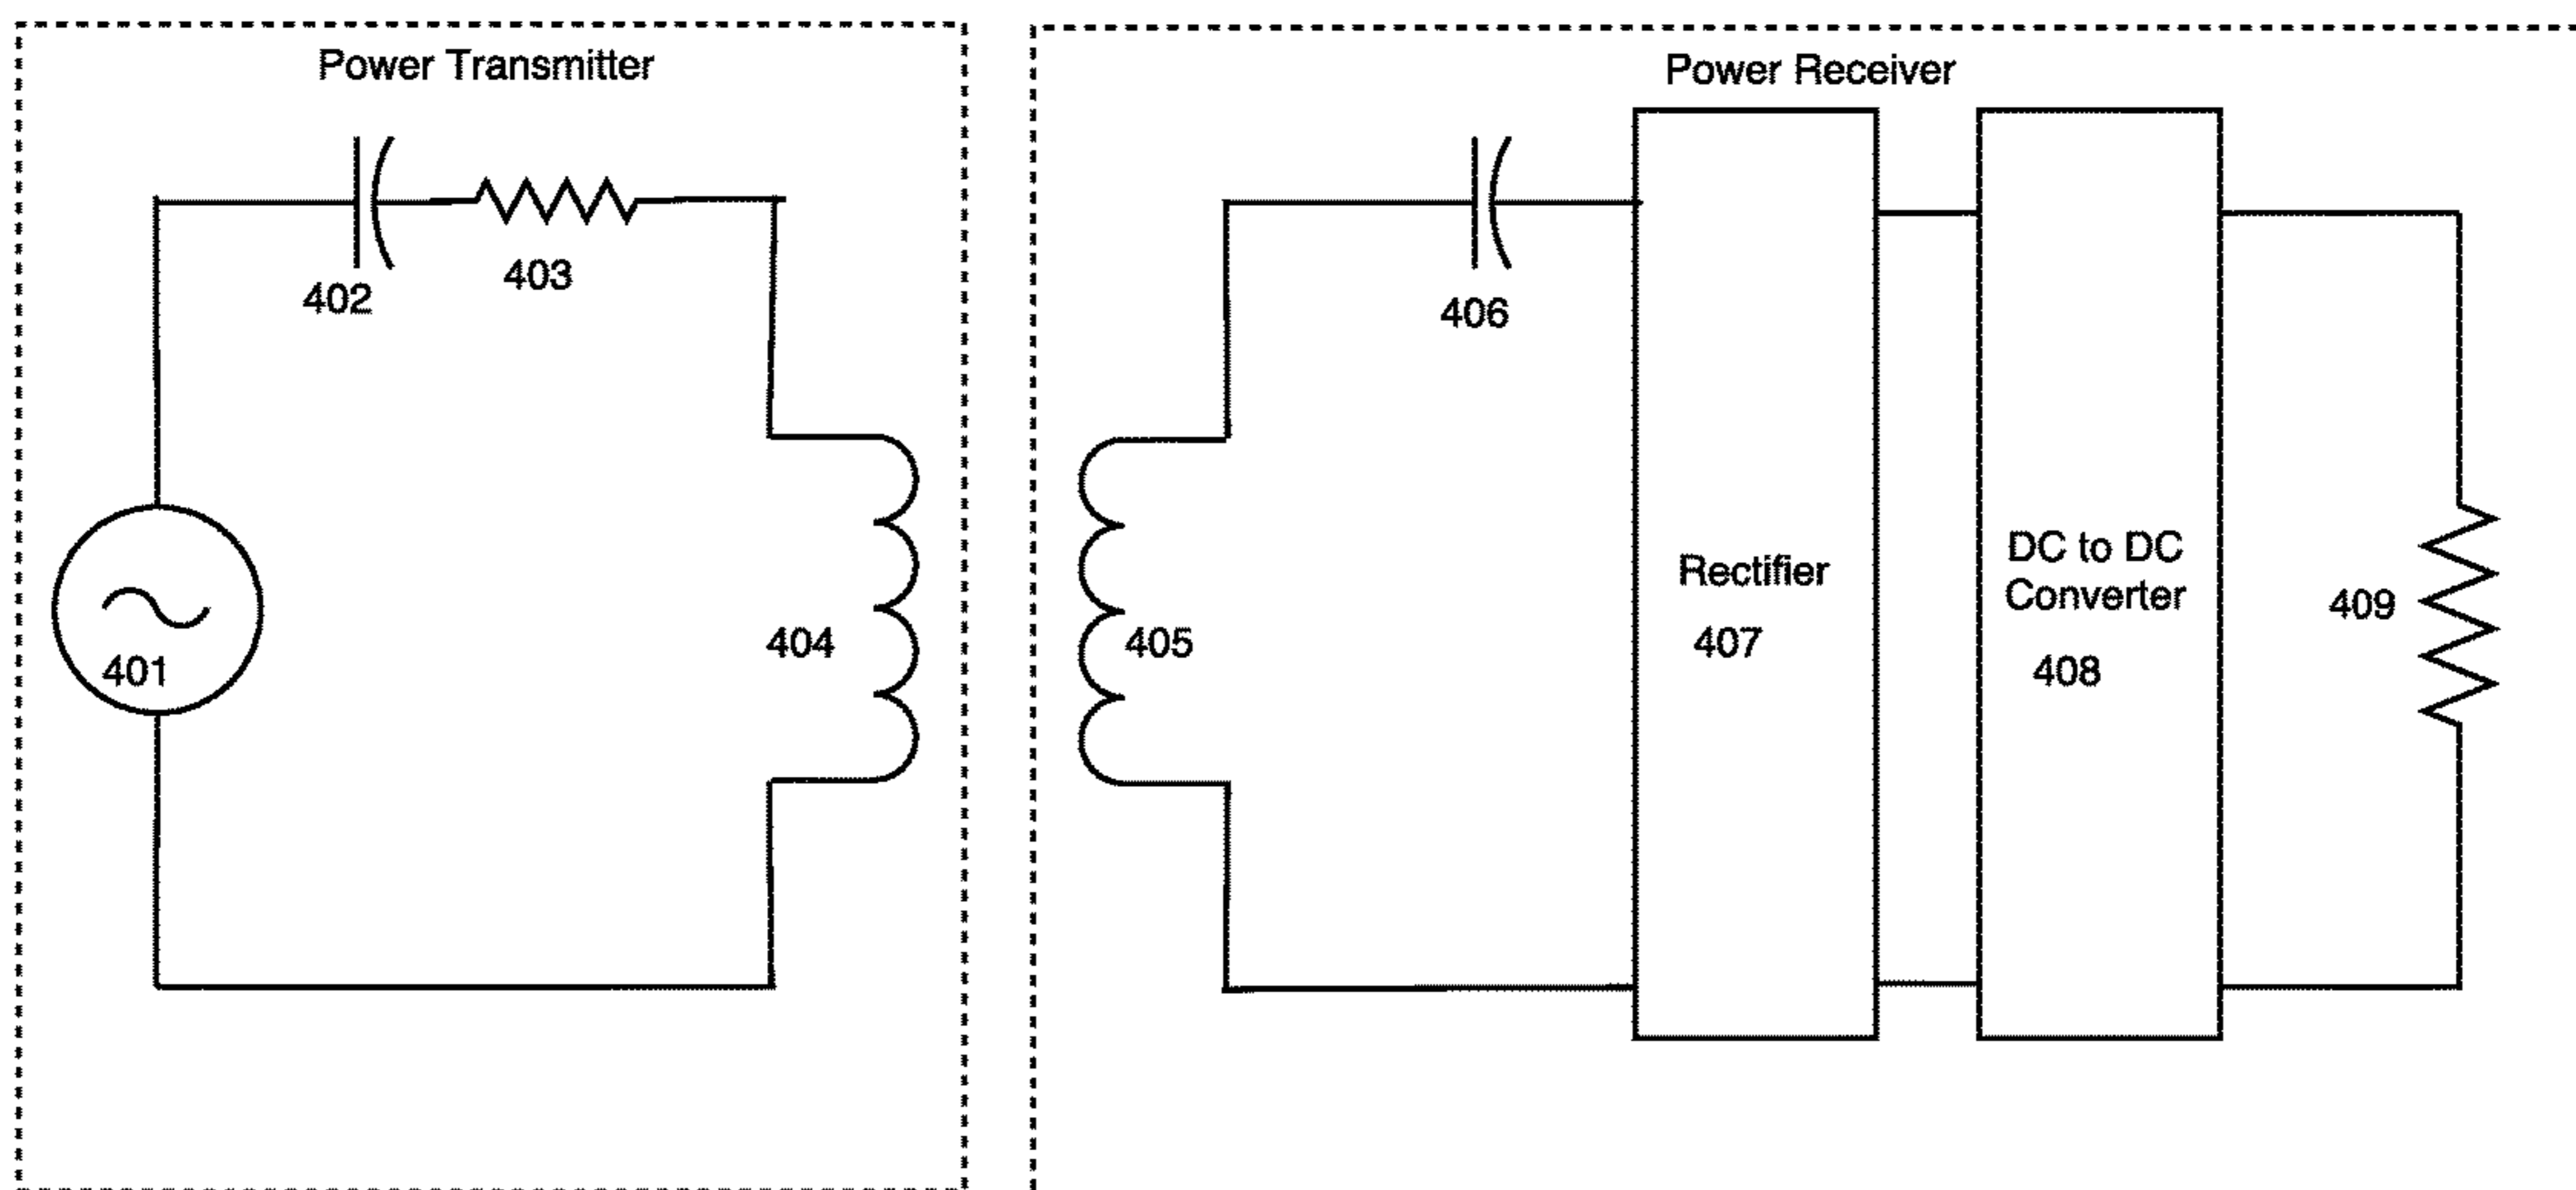 Power Transmitter
402
403
401
404
Power Receiver
406
405
Rectifier
407
DC to DC
Converter
408
409